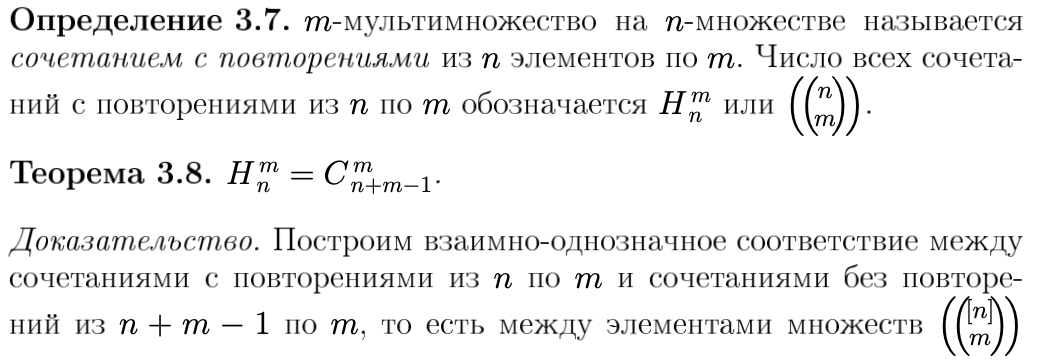 Определение 3.7. m-мультимножество на n-множестве называется
сочетанием с повторениями из n элементов по m. Число всех сочета-
ний с повторениями из n по m обозначается H_n^m или ((n m)).
Теорема 3.8. H_n^m = C_{n+m−1}^m.
Доказательство. Построим взаимно-однозначное соответствие между
сочетаниями с повторениями из n по m и сочетаниями без повторе-
ний из n + m − 1 по m, то есть между элементами множеств (([n] m))